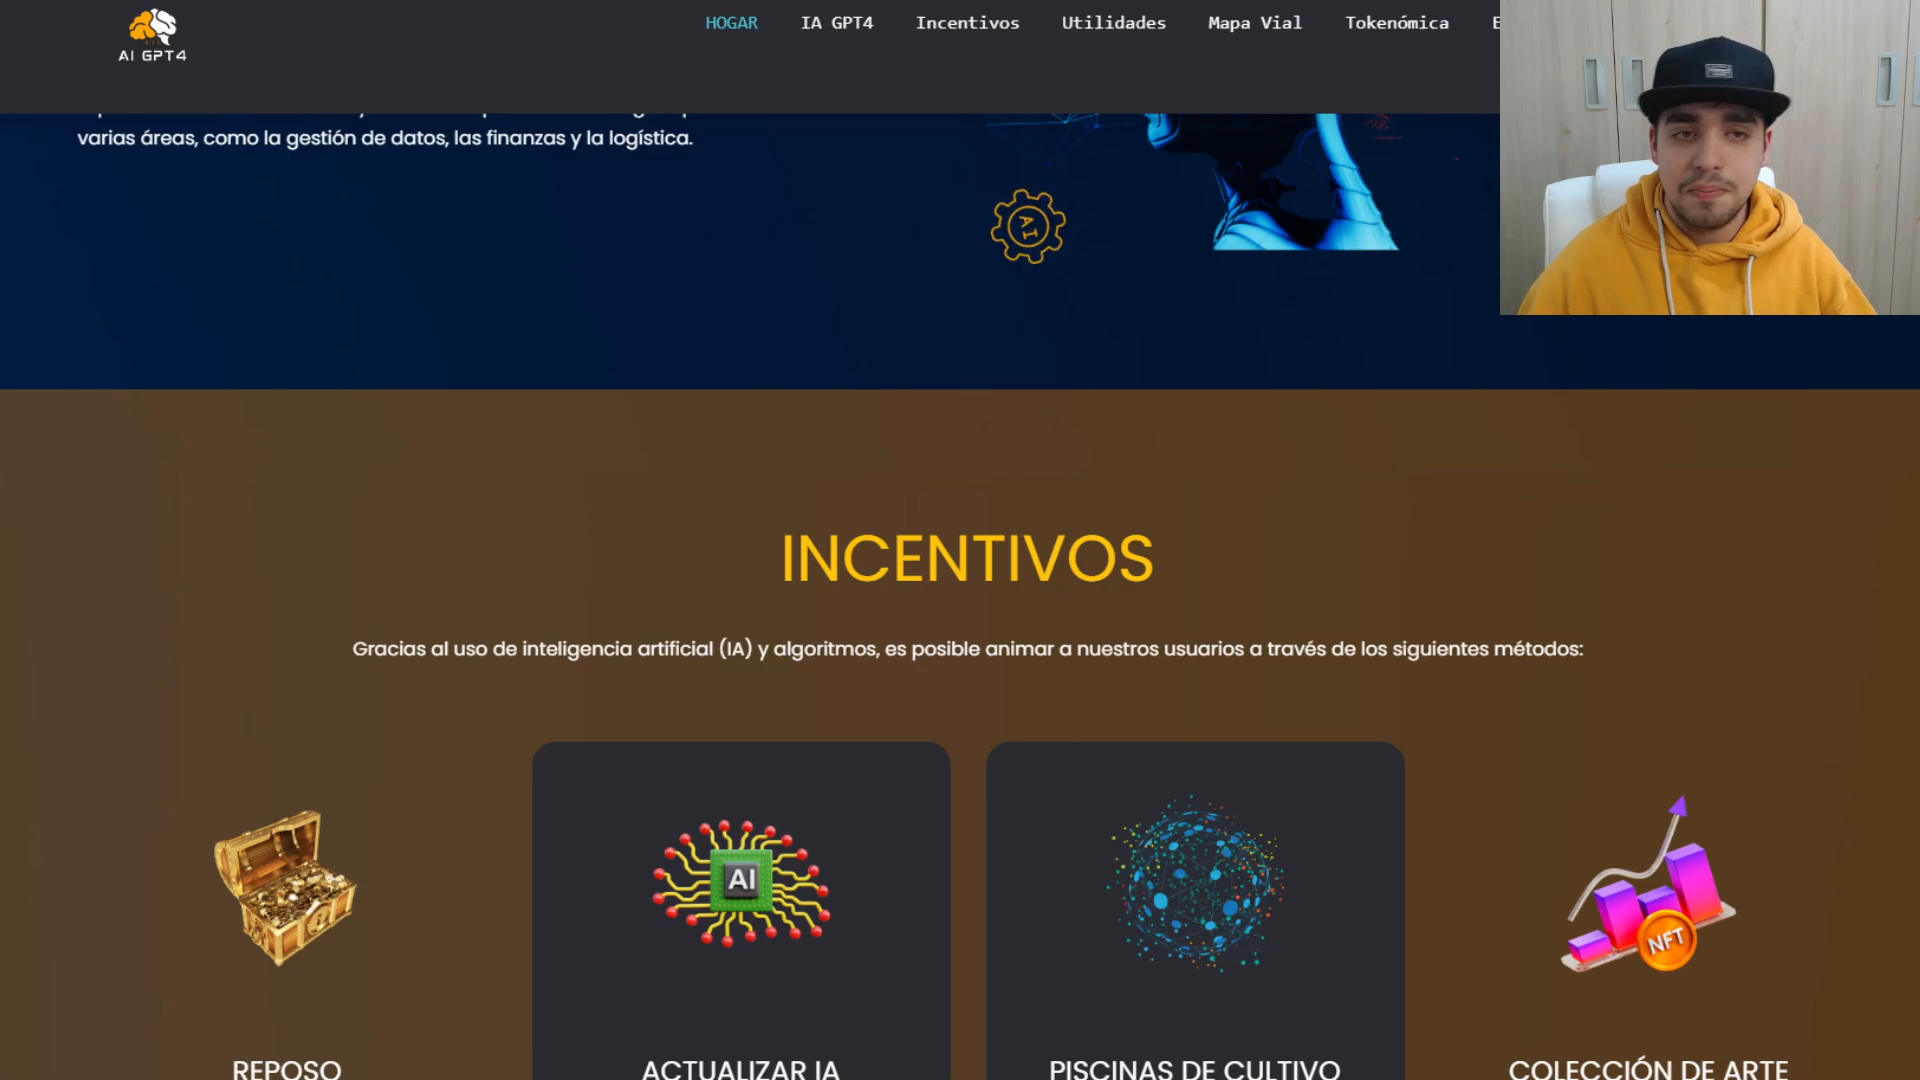 AI GPT4
HOGAR
IA GPT4
Incentivos
Utilidades
Mapa Vial
Tokenómica
varias áreas, como la gestión de datos, las finanzas y la logística.
AI
INCENTIVOS
Gracias al uso de inteligencia artificial (IA) y algoritmos, es posible animar a nuestros usuarios a través de los siguientes métodos:
AI
NFT
REPOSO
ACTUALIZAR IA
PISCINAS DE CULTIVO
COLECCIÓN DE ARTE